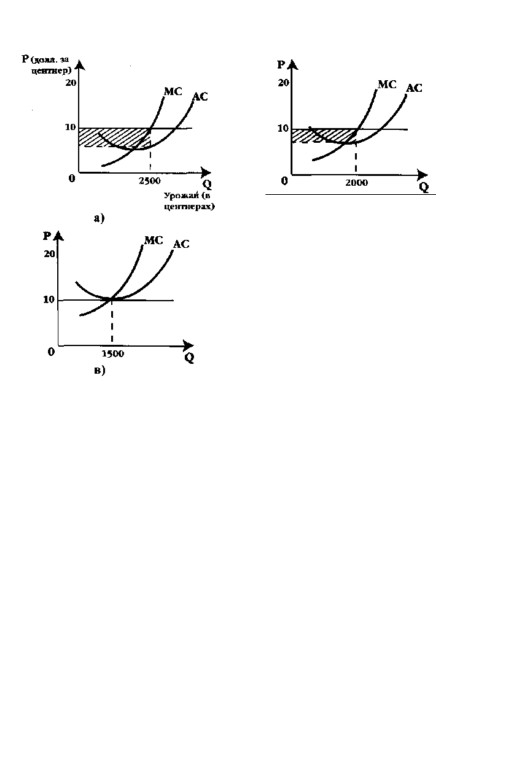 P (долл. за
центнер)
20
MC
AC
10
0
2500
Q
Урожай (в
центнерах)
а)
P
20
MC
AC
10
0
2000
Q
P
20
MC
AC
10
0
1500
Q
в)